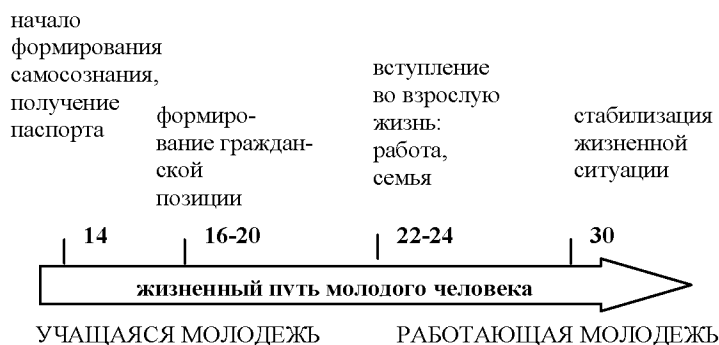 начало
формирования
самосознания,
получение
паспорта
формиро-
вание граждан-
ской
позиции
вступление
во взрослую
жизнь:
работа,
семья
стабилизация
жизненной
ситуации
14
16-20
22-24
30
жизненный путь молодого человека
УЧАЩАЯСЯ МОЛОДЕЖЬ
РАБОТАЮЩАЯ МОЛОДЕЖЬ